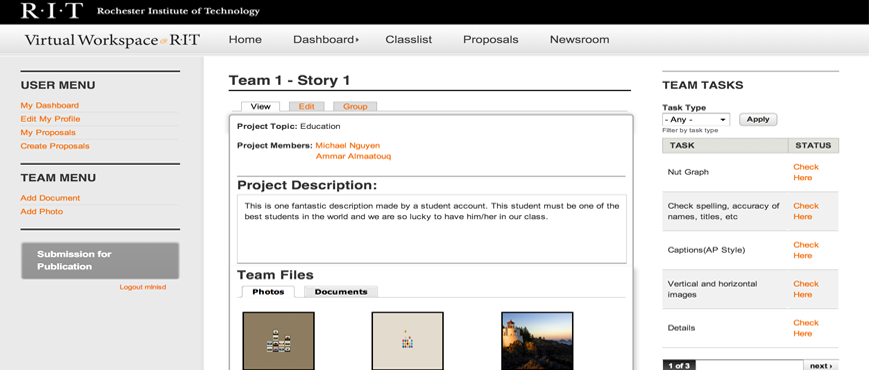 R·I·T Rochester Institute of Technology
Virtual Workspace @ R·I·T Home Dashboard Classlist Proposals Newsroom
USER MENU
My Dashboard
Edit My Profile
My Proposals
Create Proposals
TEAM MENU
Add Document
Add Photo
Submission for
Publication
Logout mlnisd
Team 1 - Story 1
View Edit Group
Project Topic: Education
Project Members: Michael Nguyen
Ammar Almaatouq
Project Description:
This is one fantastic description made by a student account. This student must be one of the
best students in the world and we are so lucky to have him/her in our class.
Team Files
Photos Documents
TEAM TASKS
Task Type
- Any - Apply
Filter by task type
TASK STATUS
Nut Graph Check
Here
Check spelling, accuracy of Check
names, titles, etc Here
Captions(AP Style) Check
Here
Vertical and horizontal Check
images Here
Details Check
Here
1 of 3 next ›